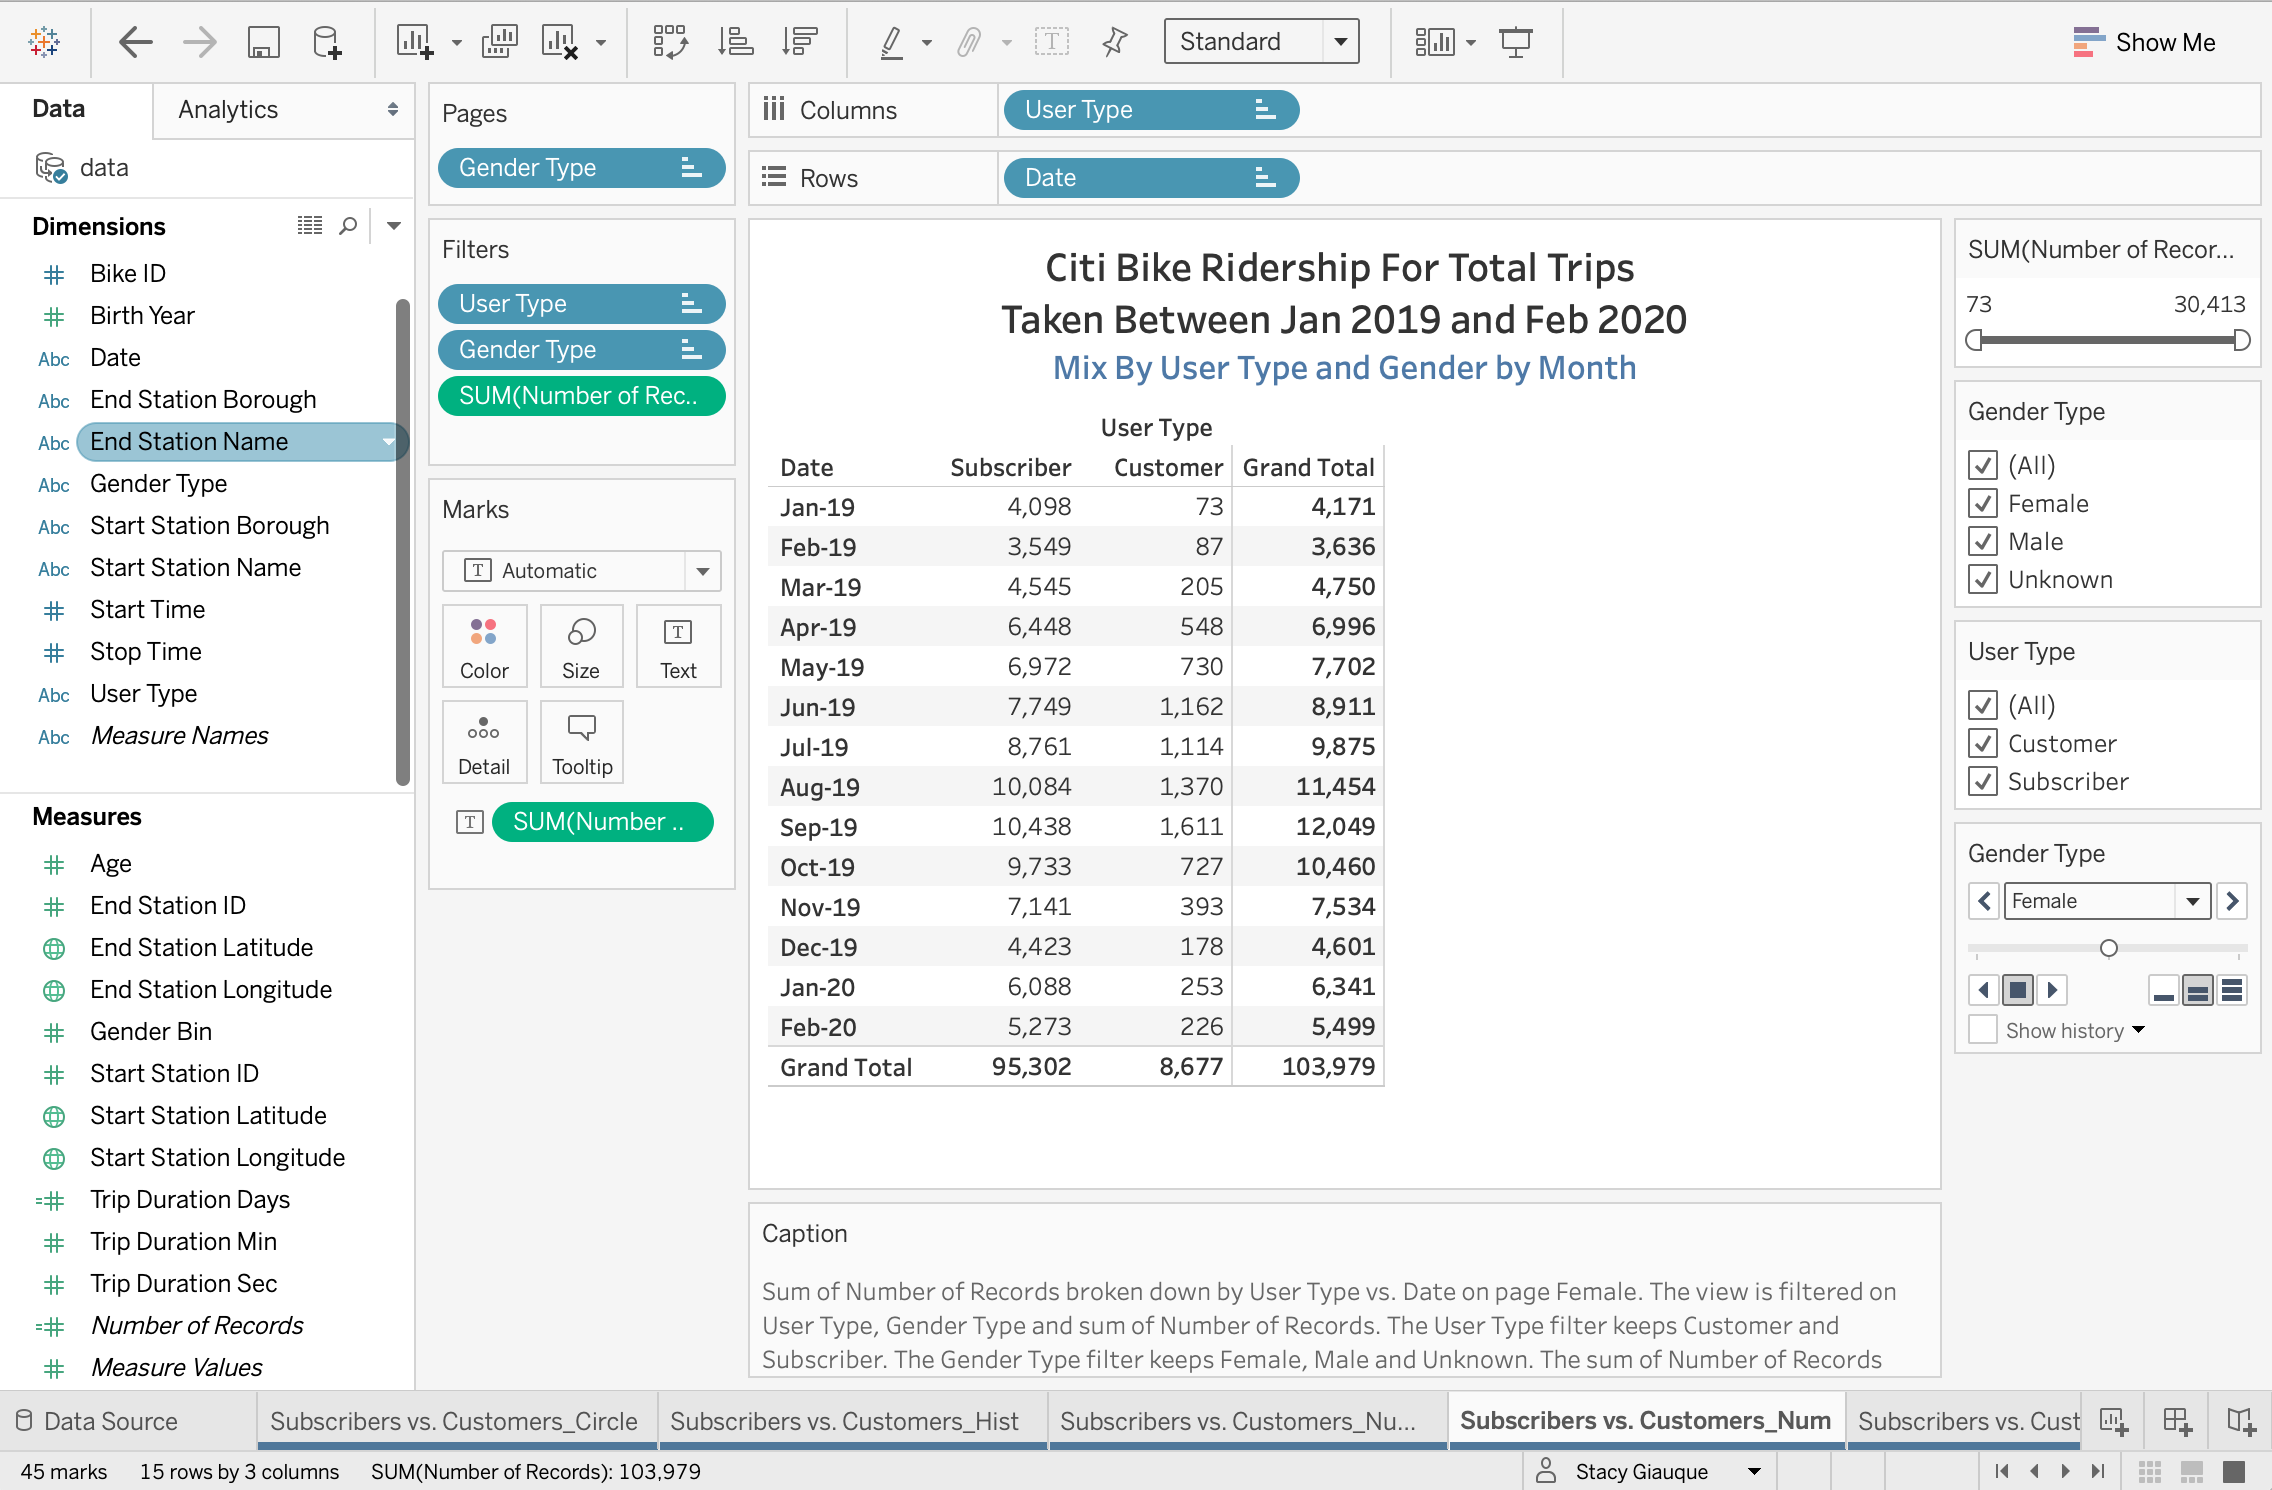 Standard
Show Me
Data
Analytics
data
Dimensions
Bike ID
Birth Year
Abc Date
Abc End Station Borough
Abc End Station Name
Abc Gender Type
Abc Start Station Borough
Abc Start Station Name
Start Time
Stop Time
Abc User Type
Abc Measure Names
Measures
Age
End Station ID
End Station Latitude
End Station Longitude
Gender Bin
Start Station ID
Start Station Latitude
Start Station Longitude
Trip Duration Days
Trip Duration Min
Trip Duration Sec
Number of Records
Measure Values
Pages
Gender Type
Filters
User Type
Gender Type
SUM(Number of Rec..
Marks
T Automatic
Color
Size
T Text
Detail
Tooltip
T SUM(Number ..
Columns
User Type
Rows
Date
Citi Bike Ridership For Total Trips
Taken Between Jan 2019 and Feb 2020
Mix By User Type and Gender by Month
User Type
Date Subscriber Customer Grand Total
Jan-19 4,098 73 4,171
Feb-19 3,549 87 3,636
Mar-19 4,545 205 4,750
Apr-19 6,448 548 6,996
May-19 6,972 730 7,702
Jun-19 7,749 1,162 8,911
Jul-19 8,761 1,114 9,875
Aug-19 10,084 1,370 11,454
Sep-19 10,438 1,611 12,049
Oct-19 9,733 727 10,460
Nov-19 7,141 393 7,534
Dec-19 4,423 178 4,601
Jan-20 6,088 253 6,341
Feb-20 5,273 226 5,499
Grand Total 95,302 8,677 103,979
Caption
Sum of Number of Records broken down by User Type vs. Date on page Female. The view is filtered on
User Type, Gender Type and sum of Number of Records. The User Type filter keeps Customer and
Subscriber. The Gender Type filter keeps Female, Male and Unknown. The sum of Number of Records
SUM(Number of Recor...
73 30,413
Gender Type
(All)
Female
Male
Unknown
User Type
(All)
Customer
Subscriber
Gender Type
Female
Show history
Data Source
Subscribers vs. Customers_Circle
Subscribers vs. Customers_Hist
Subscribers vs. Customers_Nu...
Subscribers vs. Customers_Num
Subscribers vs. Cust
45 marks 15 rows by 3 columns SUM(Number of Records): 103,979
Stacy Giauque